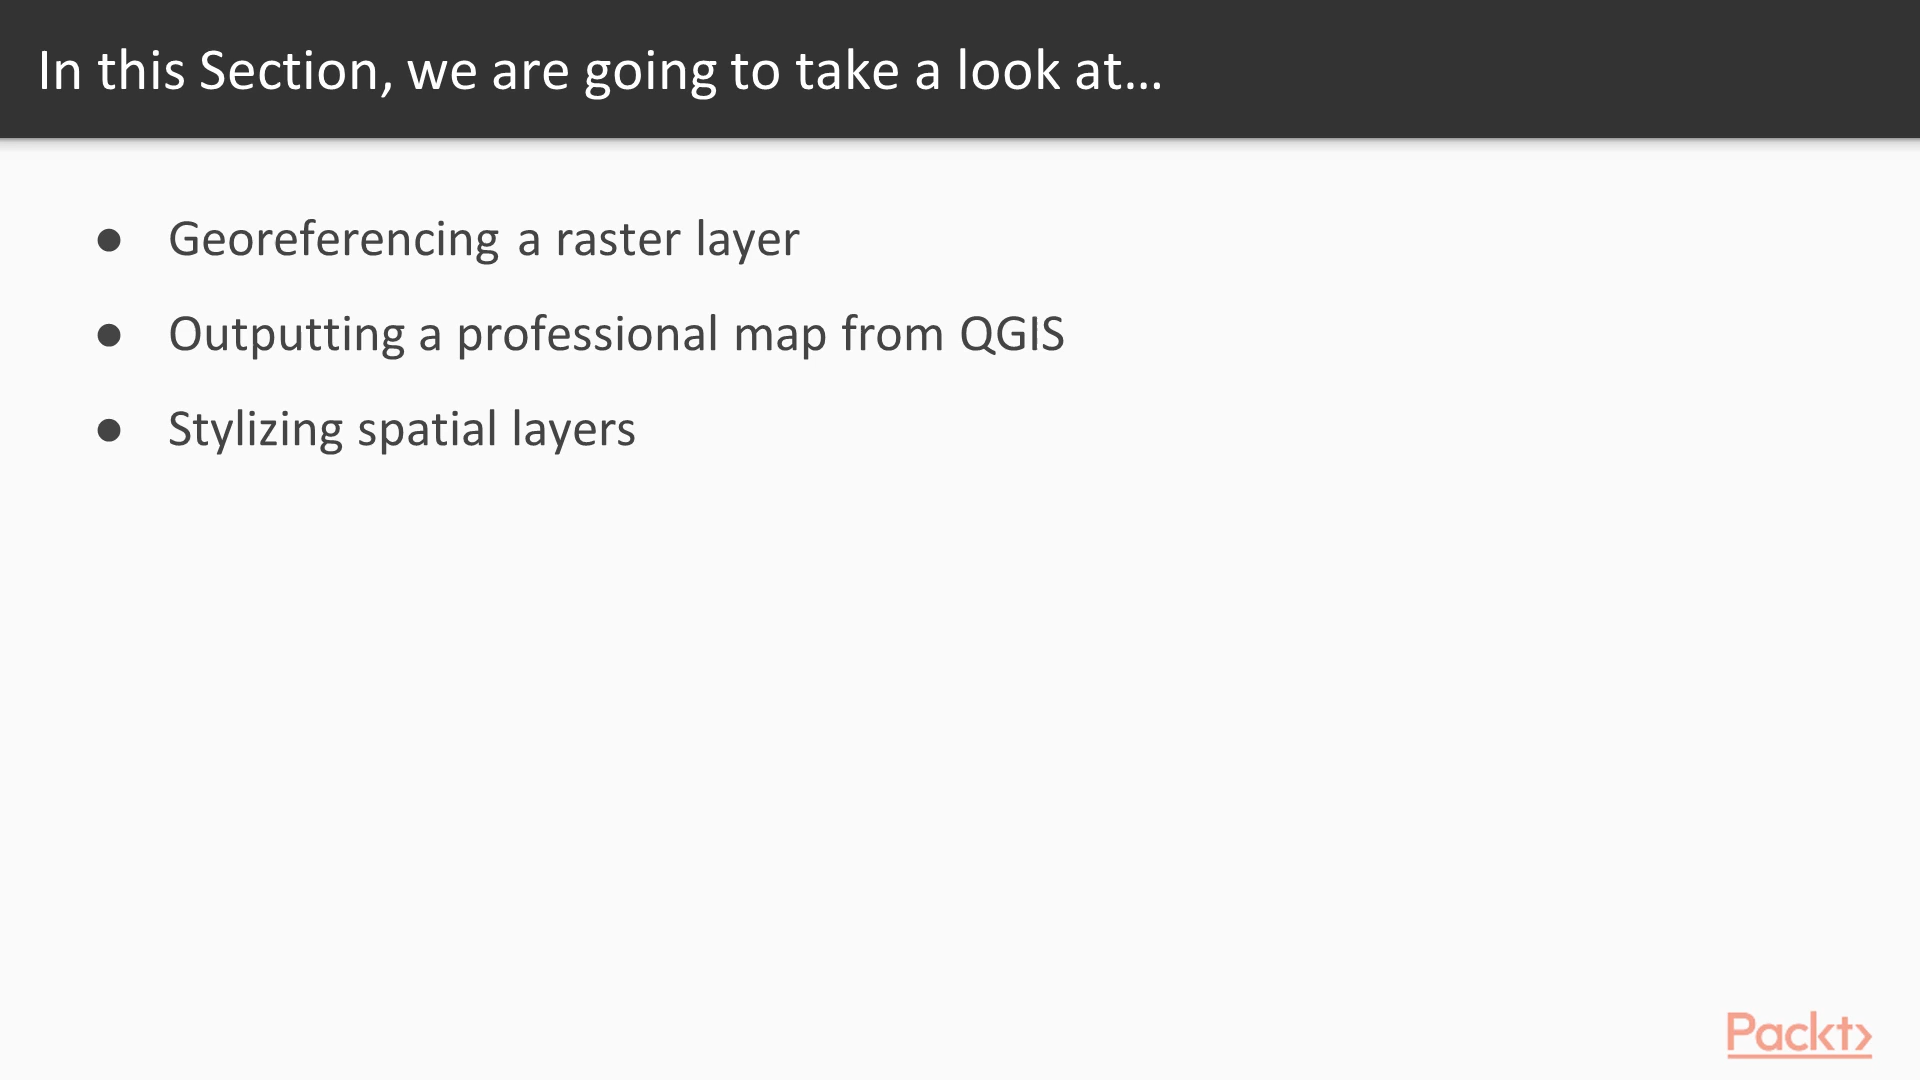 In this Section, we are going to take a look at…
● Georeferencing a raster layer
● Outputting a professional map from QGIS
● Stylizing spatial layers
Packt>